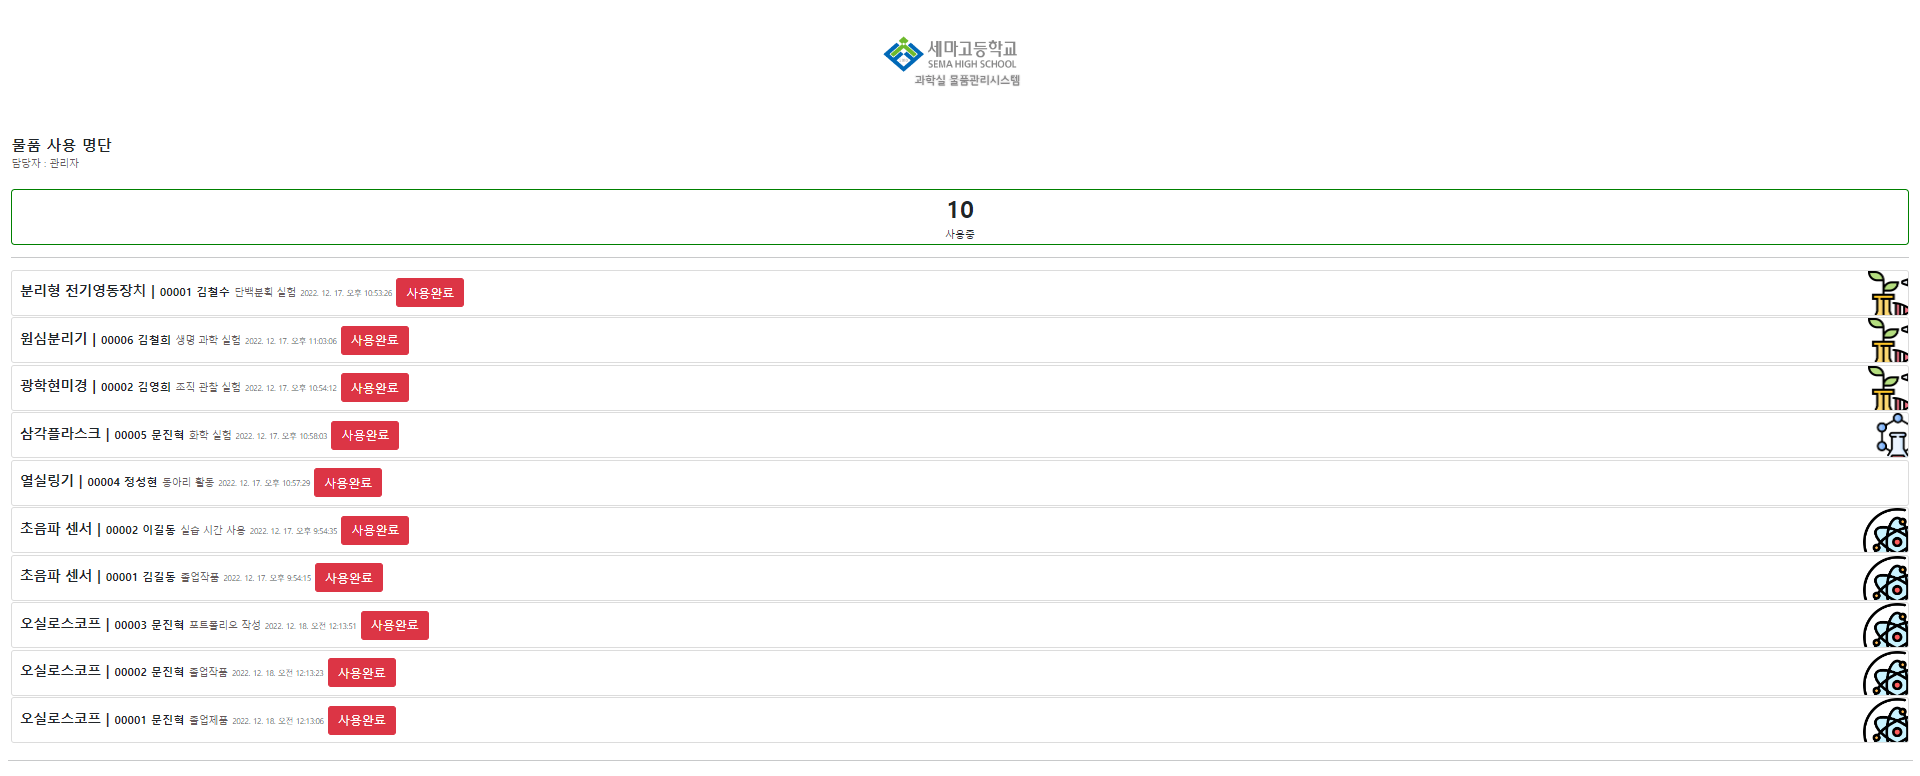 세마고등학교
SEMA HIGH SCHOOL
과학실 물품관리시스템
물품 사용 명단
담당자 : 관리자
10
사용중
분리형 전기영동장치 | 00001 김철수 단백분획 실험 2022. 12. 17. 오후 10:53:26 사용완료
원심분리기 | 00006 김철희 생명 과학 실험 2022. 12. 17. 오후 11:03:06 사용완료
광학현미경 | 00002 김영희 조직 관찰 실험 2022. 12. 17. 오후 10:54:12 사용완료
삼각플라스크 | 00005 문진혁 화학 실험 2022. 12. 17. 오후 10:58:03 사용완료
열실링기 | 00004 정성현 동아리 활동 2022. 12. 17. 오후 10:57:29 사용완료
초음파 센서 | 00002 이길동 실습 시간 사용 2022. 12. 17. 오후 9:54:35 사용완료
초음파 센서 | 00001 김길동 졸업작품 2022. 12. 17. 오후 9:54:15 사용완료
오실로스코프 | 00003 문진혁 포트폴리오 작성 2022. 12. 18. 오전 12:13:51 사용완료
오실로스코프 | 00002 문진혁 졸업작품 2022. 12. 18. 오전 12:13:23 사용완료
오실로스코프 | 00001 문진혁 졸업제품 2022. 12. 18. 오전 12:13:06 사용완료